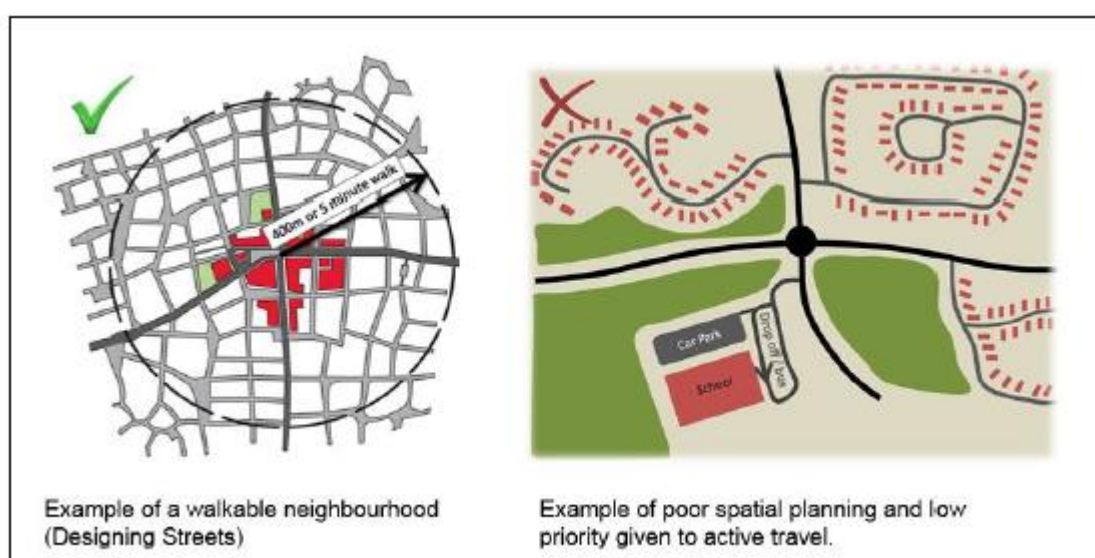 400m or 5 minute walk
Car Park
Drop off / bus
School
Example of a walkable neighbourhood
(Designing Streets)
Example of poor spatial planning and low
priority given to active travel.